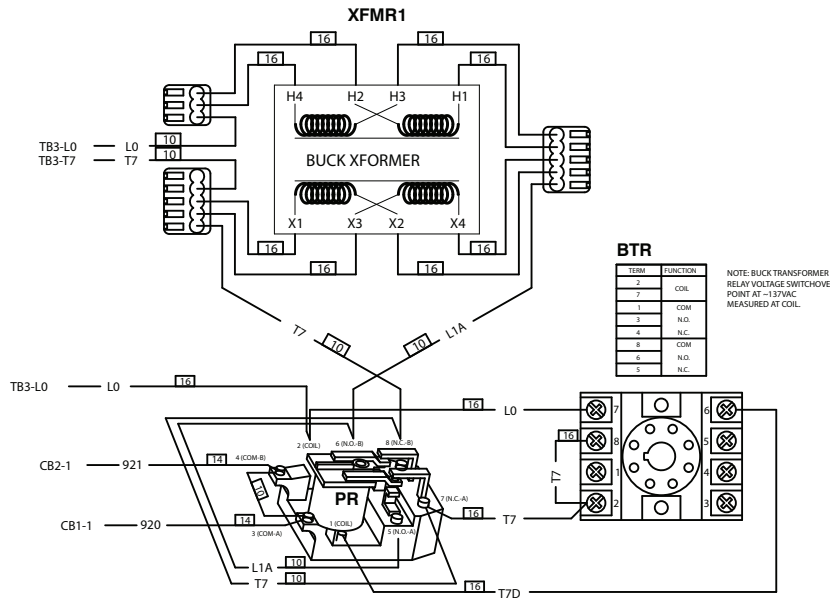 XFMR1
16 16
16 16
H4 H2 H3 H1
BUCK XFORMER
X1 X3 X2 X4
TB3-L0 L0 10
TB3-T7 T7 10
16 16
16 16
T7 10
10 L1A
BTR
TERM FUNCTION
2
7 COIL
1 COM
3 N.O.
4 N.C.
8 COM
6 N.O.
5 N.C.
NOTE: BUCK TRANSFORMER
RELAY VOLTAGE SWITCHOVE
POINT AT ~137VAC
MEASURED AT COIL.
TB3-L0 L0 16
16 L0
2 (COIL) 6 (N.O.-B) 8 (N.C.-B)
CB2-1 921 14 4 (COM-B)
10
PR
7 (N.C.-A)
CB1-1 920 14 3 (COM-A)
1 (COIL) 5 (N.O.-A)
16 T7
L1A 10
T7 10
16 T7D
16
T7
7 6
8 5
1 4
2 3